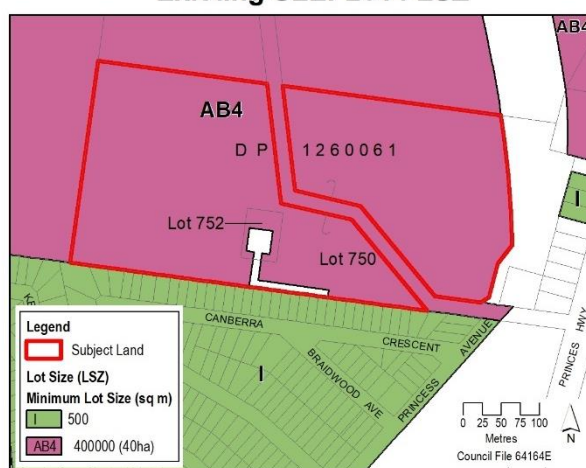 AB4
AB4
D P 1260061
I
Lot 752
Lot 750
CANBERRA
CRESCENT
BRAIDWOOD AVE
PRINCESS
AVENUE
PRINCES
HWY
I
Legend
Subject Land
Lot Size (LSZ)
Minimum Lot Size (sq m)
I 500
AB4 400000 (40ha)
0 25 50 75 100
Metres
N
Council File 64164E